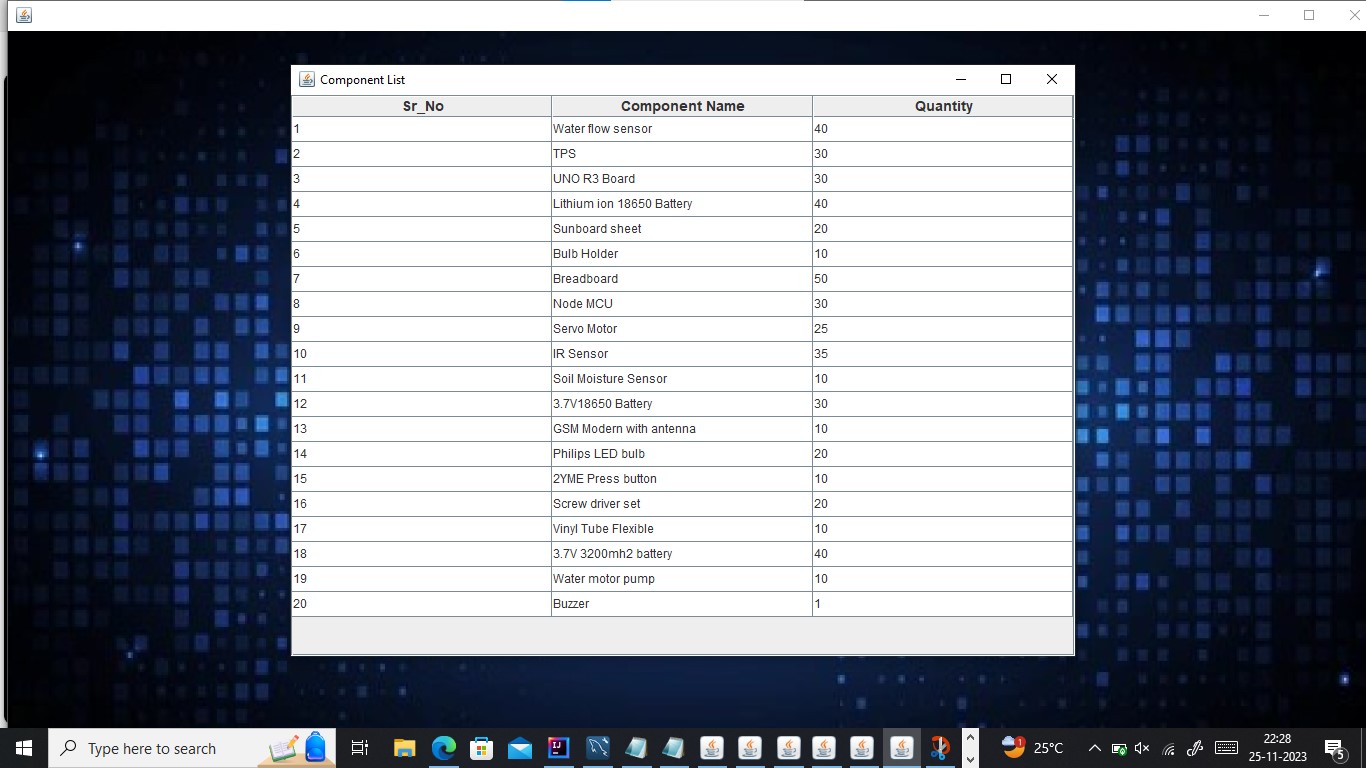 Component List
Sr_No Component Name Quantity
1 Water flow sensor 40
2 TPS 30
3 UNO R3 Board 30
4 Lithium ion 18650 Battery 40
5 Sunboard sheet 20
6 Bulb Holder 10
7 Breadboard 50
8 Node MCU 30
9 Servo Motor 25
10 IR Sensor 35
11 Soil Moisture Sensor 10
12 3.7V18650 Battery 30
13 GSM Modern with antenna 10
14 Philips LED bulb 20
15 2YME Press button 10
16 Screw driver set 20
17 Vinyl Tube Flexible 10
18 3.7V 3200mh2 battery 40
19 Water motor pump 10
20 Buzzer 1
Type here to search 1 25°C 22:28
25-11-2023 5